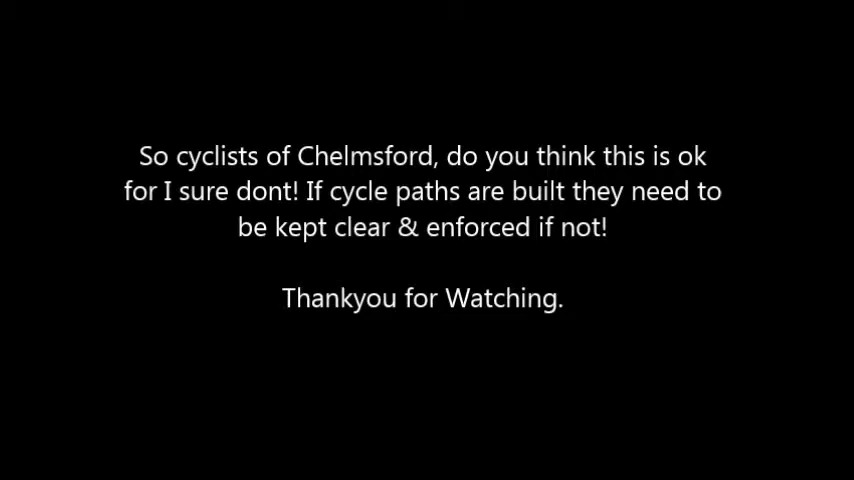 So cyclists of Chelmsford, do you think this is ok
for I sure dont! If cycle paths are built they need to
be kept clear & enforced if not!
Thankyou for Watching.